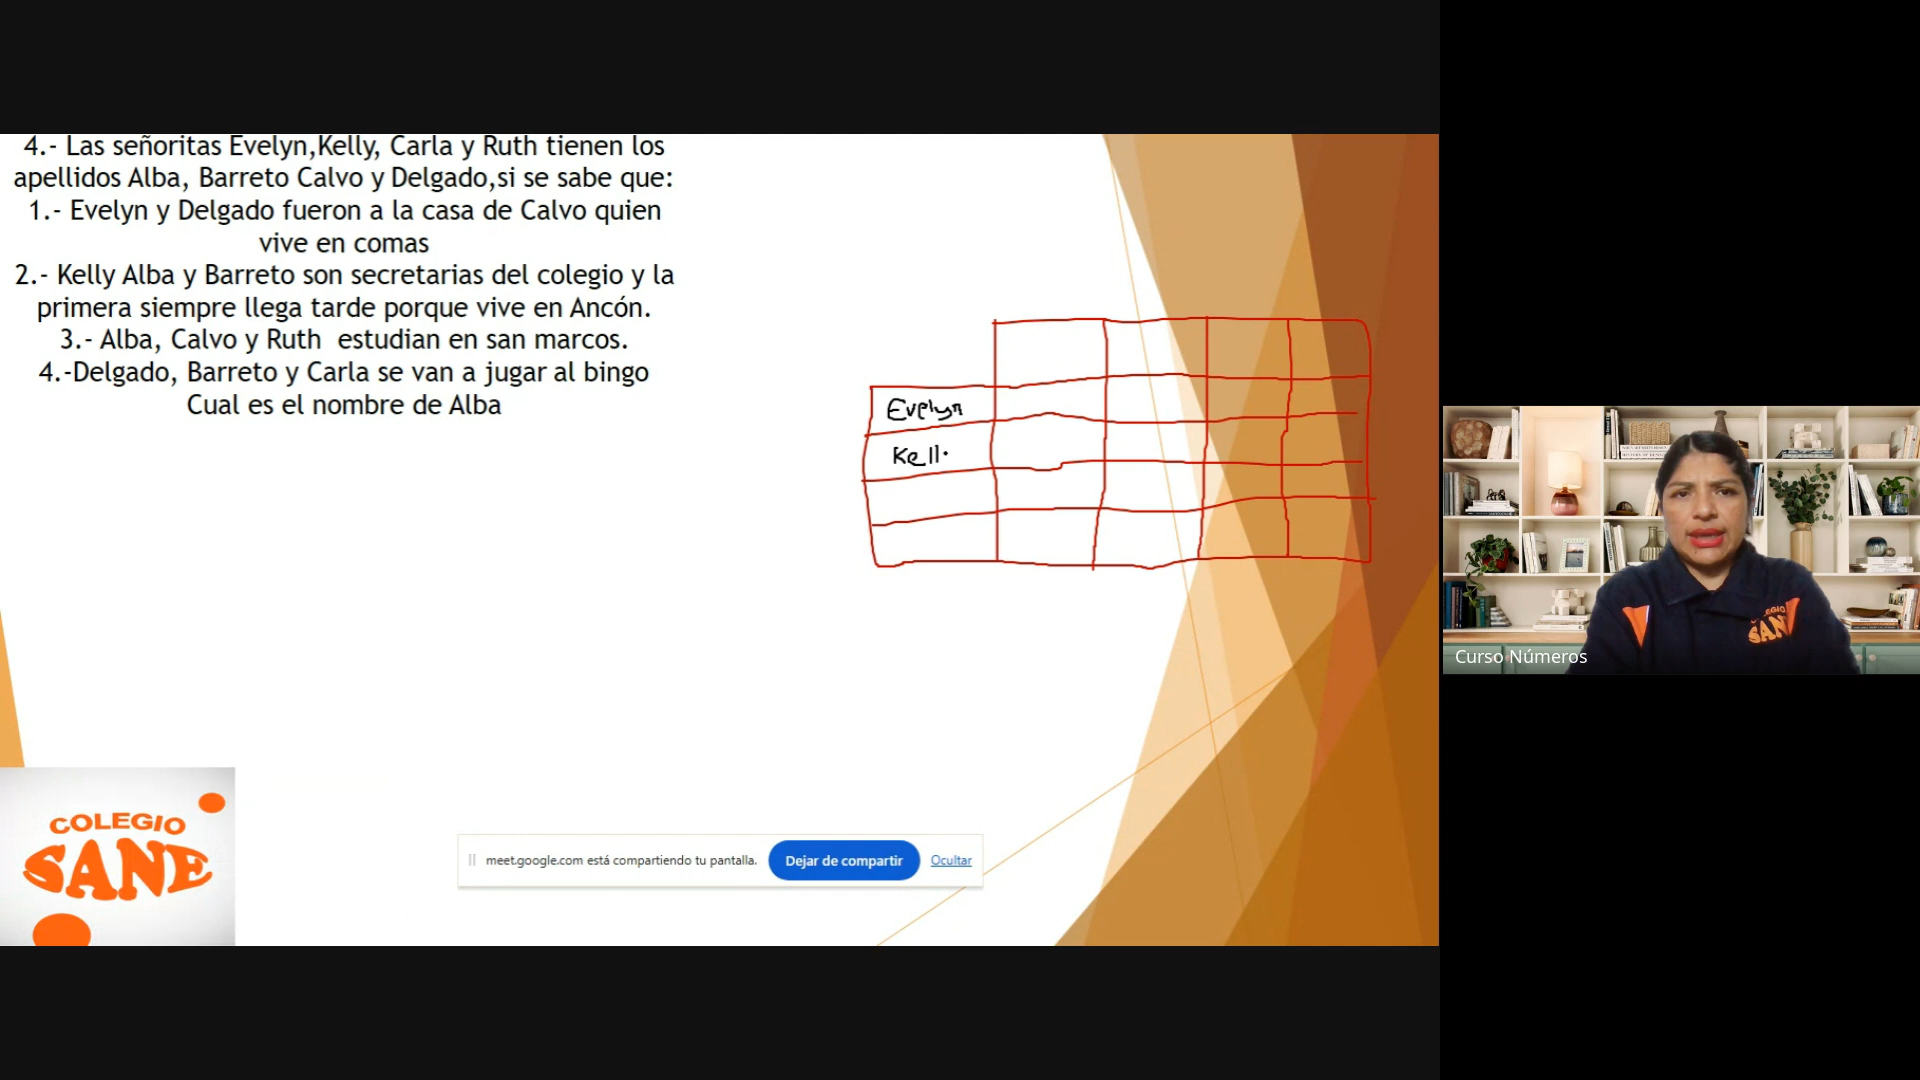 4.- Las señoritas Evelyn,Kelly, Carla y Ruth tienen los
apellidos Alba, Barreto Calvo y Delgado,si se sabe que:
1.- Evelyn y Delgado fueron a la casa de Calvo quien
vive en comas
2.- Kelly Alba y Barreto son secretarias del colegio y la
primera siempre llega tarde porque vive en Ancón.
3.- Alba, Calvo y Ruth  estudian en san marcos.
4.-Delgado, Barreto y Carla se van a jugar al bingo
Cual es el nombre de Alba
Evelyn
Kell
COLEGIO
SANE
meet.google.com está compartiendo tu pantalla.
Dejar de compartir
Ocultar
SANE
Curso Números